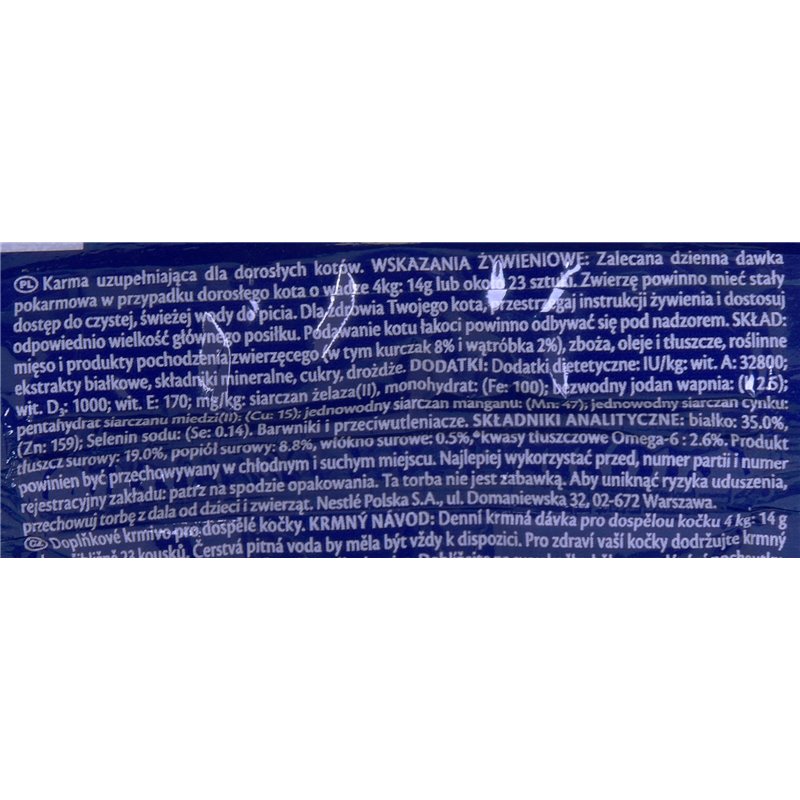 PL Karma uzupełniająca dla dorosłych kotów. WSKAZANIA ŻYWIENIOWE: Zalecana dzienna dawka
pokarmowa w przypadku dorosłego kota o wadze 4kg: 14g lub około 23 sztuki. Zwierzę powinno mieć stały
dostęp do czystej, świeżej wody do picia. Dla zdrowia Twojego kota, przestrzegaj instrukcji żywienia i dostosuj
odpowiednio wielkość głównego posiłku. Podawanie kotu łakoci powinno odbywać się pod nadzorem. SKŁAD:
mięso i produkty pochodzenia zwierzęcego (w tym kurczak 8% i wątróbka 2%), zboża, oleje i tłuszcze, roślinne
ekstrakty białkowe, składniki mineralne, cukry, drożdże. DODATKI: Dodatki dietetyczne: IU/kg: wit. A: 32800;
wit. D₃: 1000; wit. E: 170; mg/kg: siarczan żelaza(II), monohydrat: (Fe: 100); bezwodny jodan wapnia:
pentahydrat siarczanu miedzi(II): (Cu: 15); jednowodny siarczan manganu: (Mn: 47); jednowodny siarczan cynku:
(Zn: 159); Selenin sodu: (Se: 0.14). Barwniki i przeciwutleniacze. SKŁADNIKI ANALITYCZNE: białko: 35.0%,
tłuszcz surowy: 19.0%, popiół surowy: 8.8%, włókno surowe: 0.5%, kwasy tłuszczowe Omega-6 : 2.6%. Produkt
powinien być przechowywany w chłodnym i suchym miejscu. Najlepiej wykorzystać przed, numer partii i numer
rejestracyjny zakładu: patrz na spodzie opakowania. Ta torba nie jest zabawką. Aby uniknąć ryzyka uduszenia,
przechowuj torbę z dala od dzieci i zwierząt. Nestlé Polska S.A., ul. Domaniewska 32, 02-672 Warszawa.
CZ Doplňkové krmivo pro dospělé kočky. KRMNÝ NÁVOD: Denní krmná dávka pro dospělou kočku 4 kg: 14 g
23 kousků. Čerstvá pitná voda by měla být vždy k dispozici. Pro zdraví vaší kočky dodržujte krmný